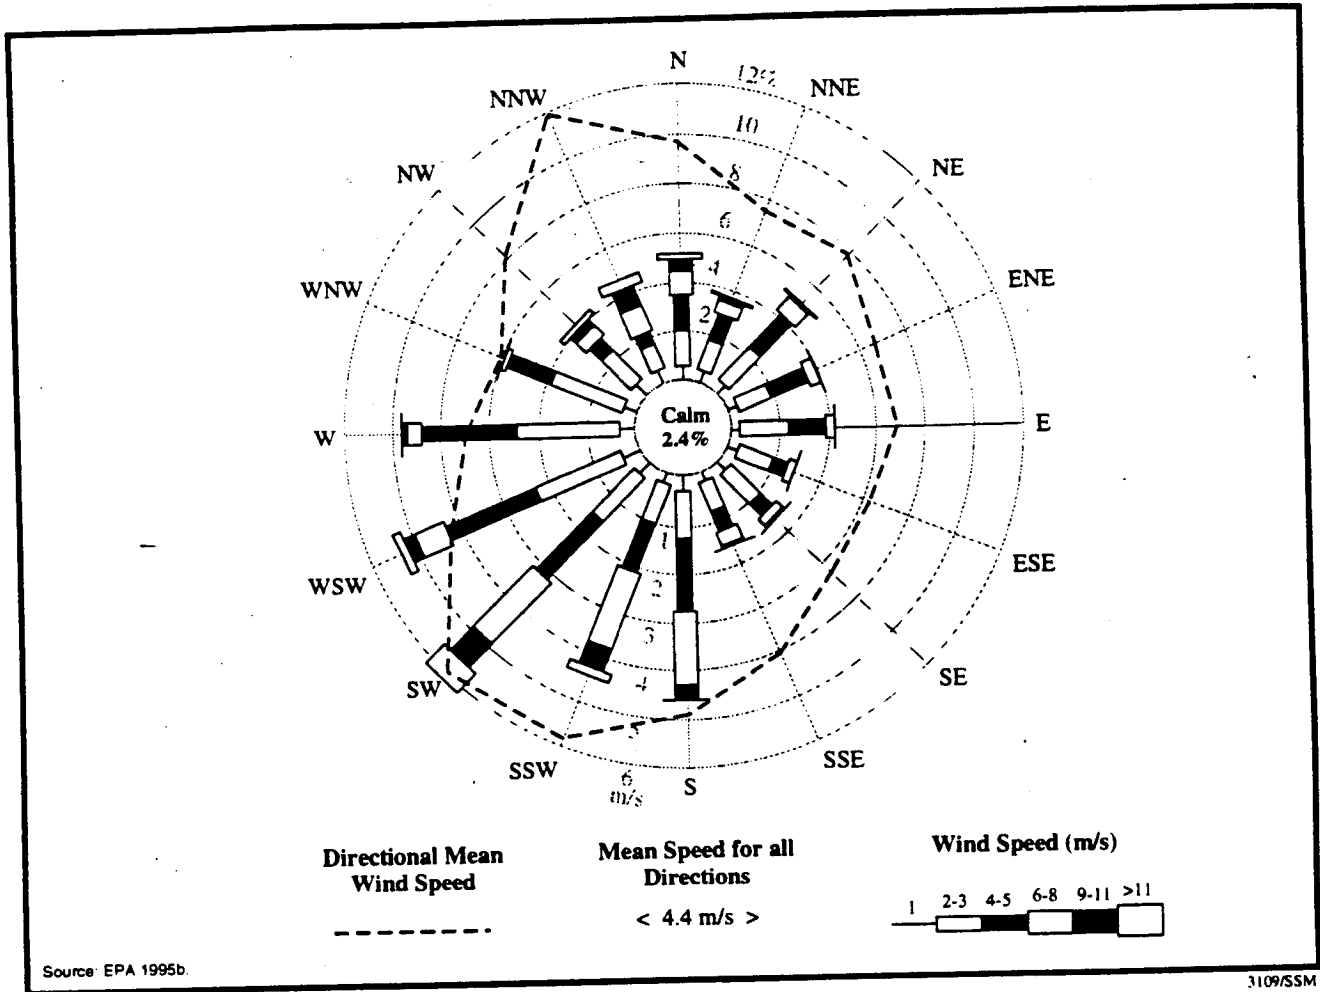 N
12%
NNE
NNW
10
NW
8
NE
6
4
ENE
WNW
2
Calm
2.4%
W
E
1
2
ESE
WSW
3
4
SE
SW
5
SSW
SSE
6
m/s
S
Directional Mean
Wind Speed
Mean Speed for all
Directions
< 4.4 m/s >
Wind Speed (m/s)
1 2-3 4-5 6-8 9-11 >11
Source: EPA 1995b.
3109/SSM